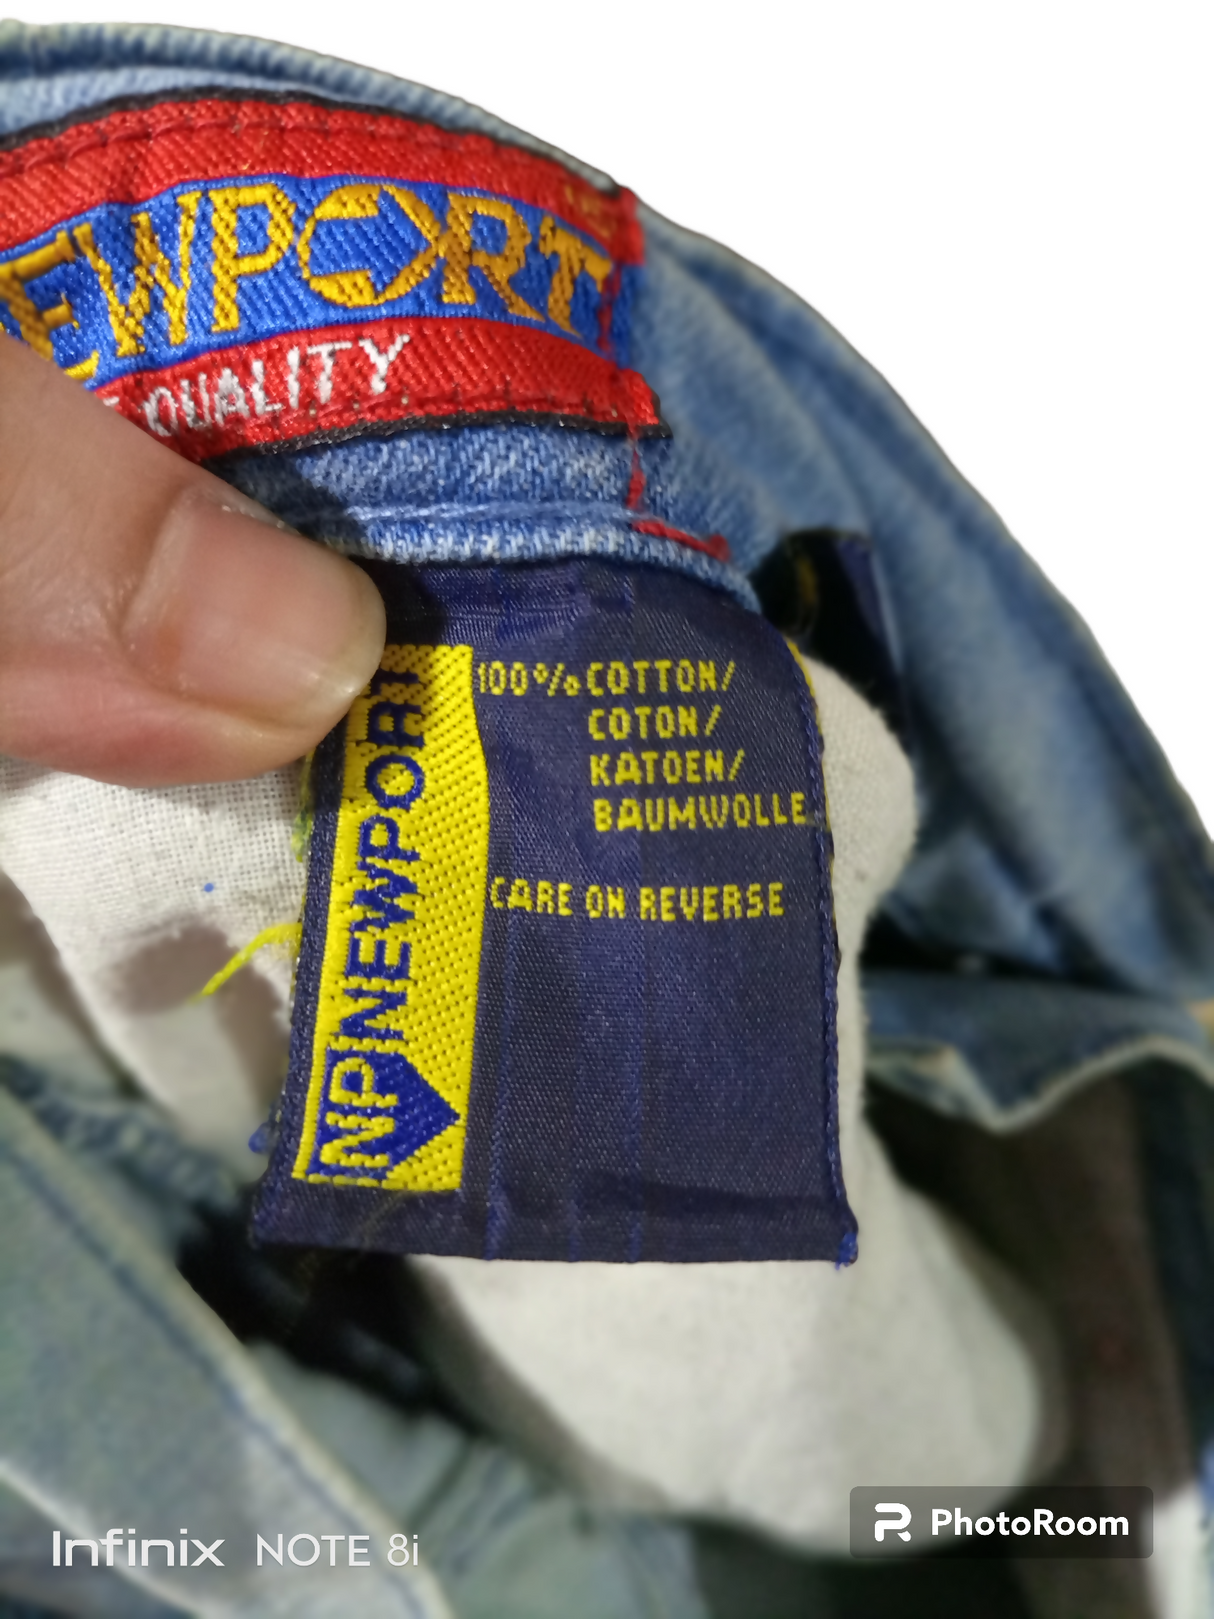 EWPORT
QUALITY
100% COTTON/
COTON/
KATOEN/
BAUMWOLLE
CARE ON REVERSE
NP NEWPORT
PhotoRoom
Infinix NOTE 8i